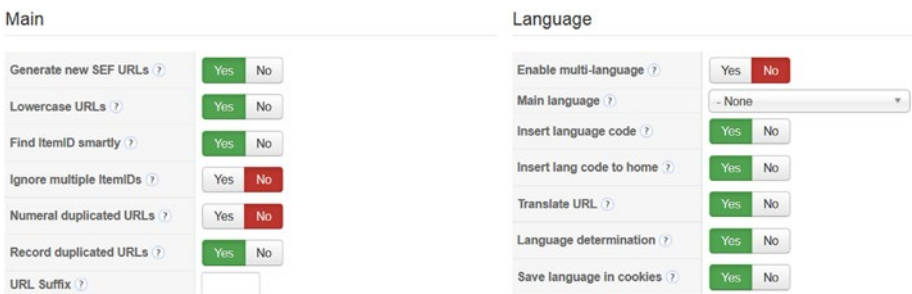 Main
Generate new SEF URLs ? Yes No
Lowercase URLs ? Yes No
Find ItemID smartly ? Yes No
Ignore multiple ItemIDs ? Yes No
Numeral duplicated URLs ? Yes No
Record duplicated URLs ? Yes No
URL Suffix ?
Language
Enable multi-language ? Yes No
Main language ? - None
Insert language code ? Yes No
Insert lang code to home ? Yes No
Translate URL ? Yes No
Language determination ? Yes No
Save language in cookies ? Yes No